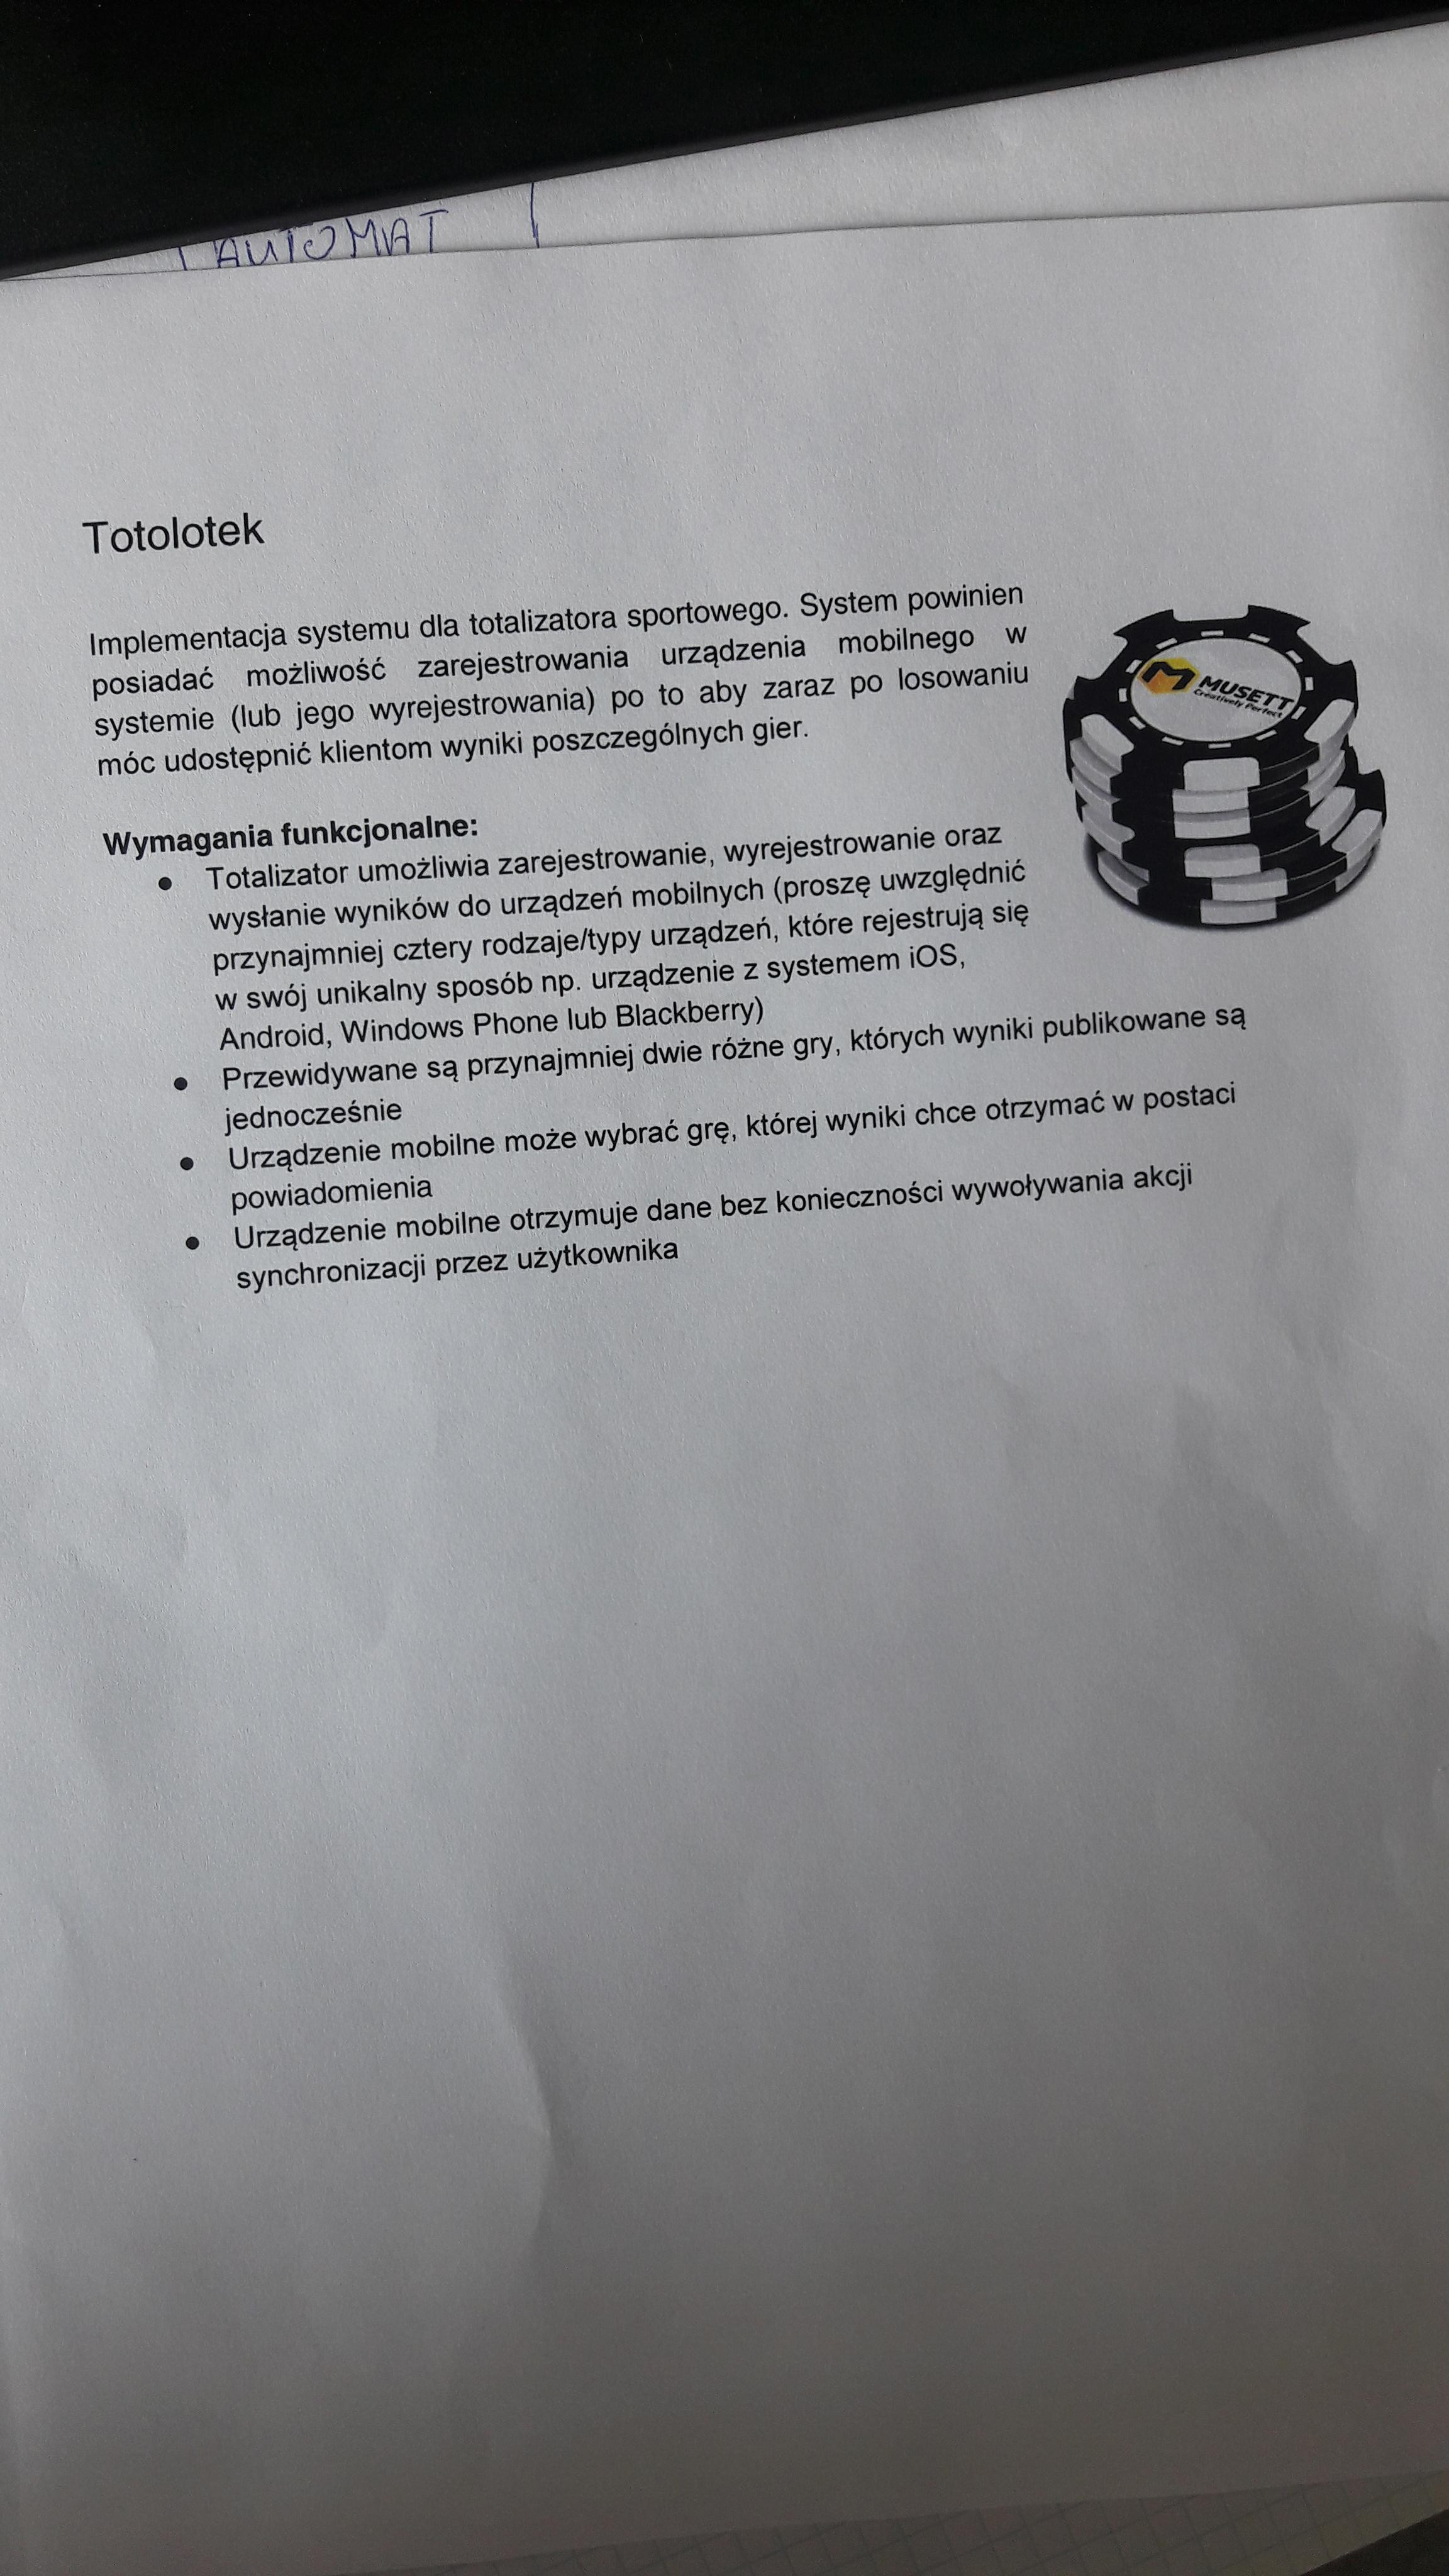 AUTOMAT
Totolotek
Implementacja systemu dla totalizatora sportowego. System powinien
posiadać możliwość zarejestrowania urządzenia mobilnego w
systemie (lub jego wyrejestrowania) po to aby zaraz po losowaniu
móc udostępnić klientom wyniki poszczególnych gier.
MUSETT
Creatively Perfect
Wymagania funkcjonalne:
● Totalizator umożliwia zarejestrowanie, wyrejestrowanie oraz
wysłanie wyników do urządzeń mobilnych (proszę uwzględnić
przynajmniej cztery rodzaje/typy urządzeń, które rejestrują się
w swój unikalny sposób np. urządzenie z systemem iOS,
Android, Windows Phone lub Blackberry)
● Przewidywane są przynajmniej dwie różne gry, których wyniki publikowane są
jednocześnie
● Urządzenie mobilne może wybrać grę, której wyniki chce otrzymać w postaci
powiadomienia
● Urządzenie mobilne otrzymuje dane bez konieczności wywoływania akcji
synchronizacji przez użytkownika